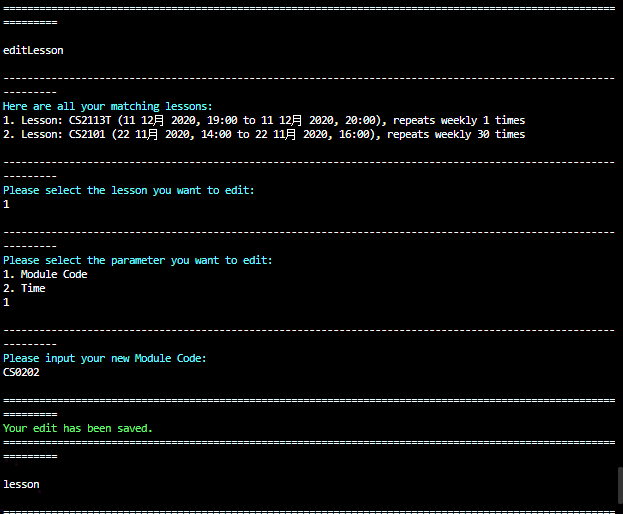 ====================================================================================================
=========
editLesson
----------------------------------------------------------------------------------------------------
---------
Here are all your matching lessons:
1. Lesson: CS2113T (11 12月 2020, 19:00 to 11 12月 2020, 20:00), repeats weekly 1 times
2. Lesson: CS2101 (22 11月 2020, 14:00 to 22 11月 2020, 16:00), repeats weekly 30 times
----------------------------------------------------------------------------------------------------
---------
Please select the lesson you want to edit:
1
----------------------------------------------------------------------------------------------------
---------
Please select the parameter you want to edit:
1. Module Code
2. Time
1
----------------------------------------------------------------------------------------------------
---------
Please input your new Module Code:
CS0202
====================================================================================================
=========
Your edit has been saved.
====================================================================================================
=========
lesson
====================================================================================================